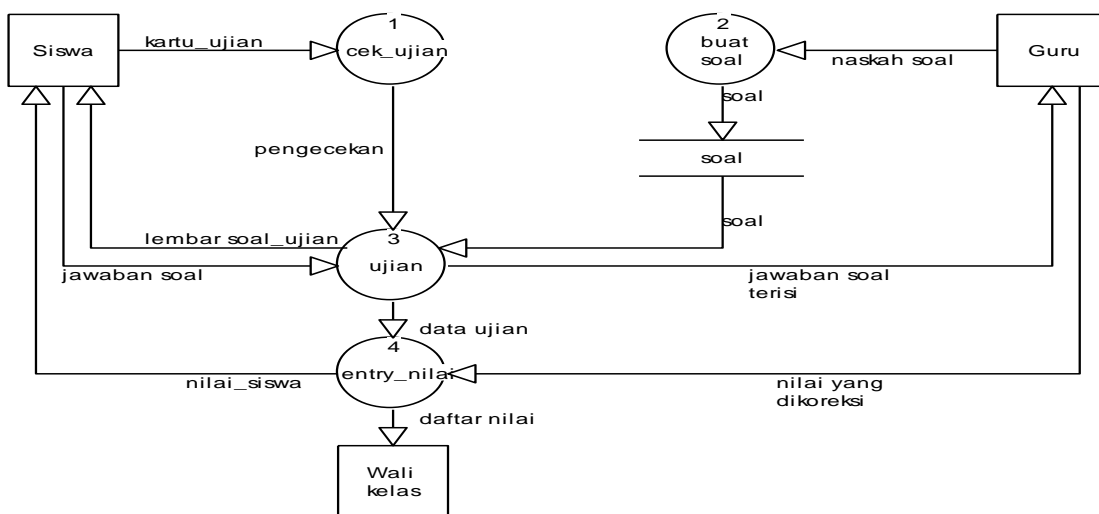 1
2
Siswa
kartu_ujian
cek_ujian
buat
soal
naskah soal
Guru
soal
pengecekan
soal
soal
lembar soal_ujian
3
jawaban soal
ujian
jawaban soal
terisi
data ujian
4
nilai_siswa
entry_nilai
nilai yang
dikoreksi
daftar nilai
Wali
kelas